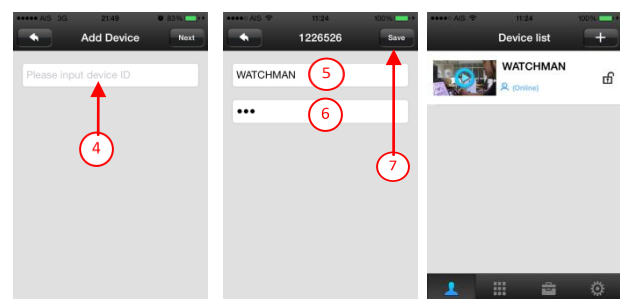 AIS 3G 21:49 83%
Add Device Next
Please input device ID
4
AIS 11:24 100%
1226526 Save
WATCHMAN 5
••• 6
7
AIS 11:24 100%
Device list +
WATCHMAN
(Online)